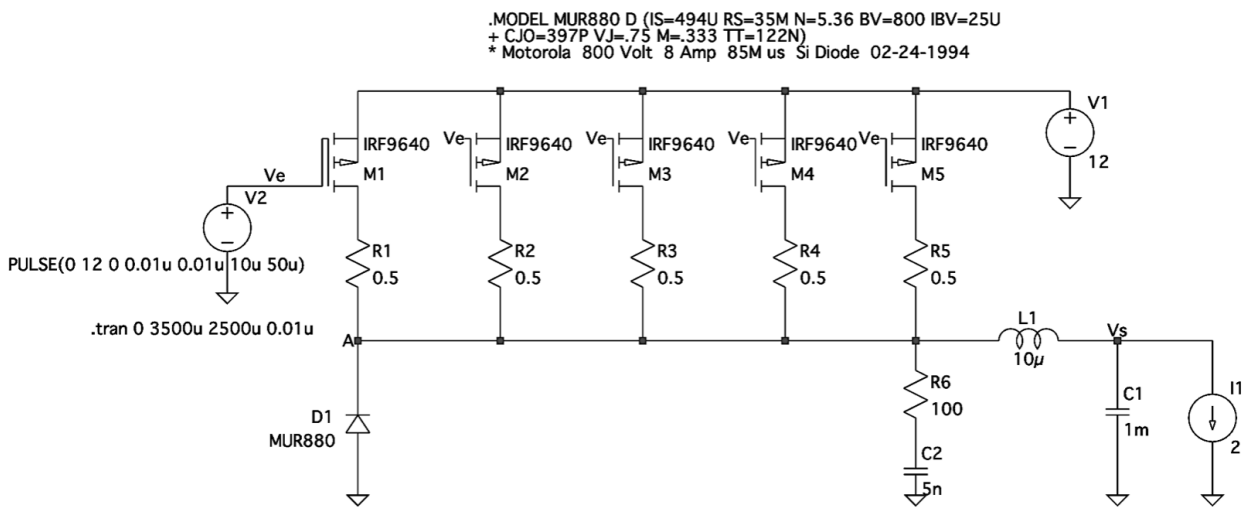 .MODEL MUR880 D (IS=494U RS=35M N=5.36 BV=800 IBV=25U
+ CJO=397P VJ=.75 M=.333 TT=122N)
* Motorola 800 Volt 8 Amp 85M us Si Diode 02-24-1994
V1
+
−
12
IRF9640
M1
Ve
IRF9640
M2
Ve
IRF9640
M3
Ve
IRF9640
M4
Ve
IRF9640
M5
Ve
V2
+
−
PULSE(0 12 0 0.01u 0.01u 10u 50u)
R1
0.5
R2
0.5
R3
0.5
R4
0.5
R5
0.5
.tran 0 3500u 2500u 0.01u
A
L1
10µ
Vs
D1
MUR880
R6
100
C2
5n
C1
1m
I1
2